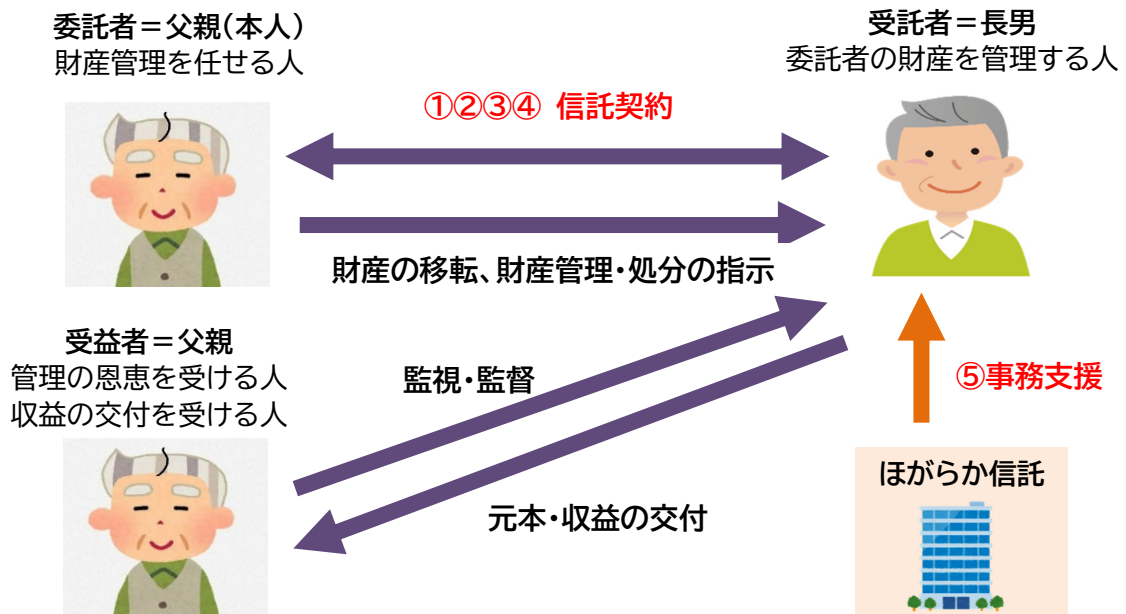 委託者＝父親(本人)
財産管理を任せる人
受託者＝長男
委託者の財産を管理する人
①②③④ 信託契約
財産の移転、財産管理・処分の指示
受益者＝父親
管理の恩恵を受ける人
収益の交付を受ける人
監視・監督
⑤事務支援
元本・収益の交付
ほがらか信託